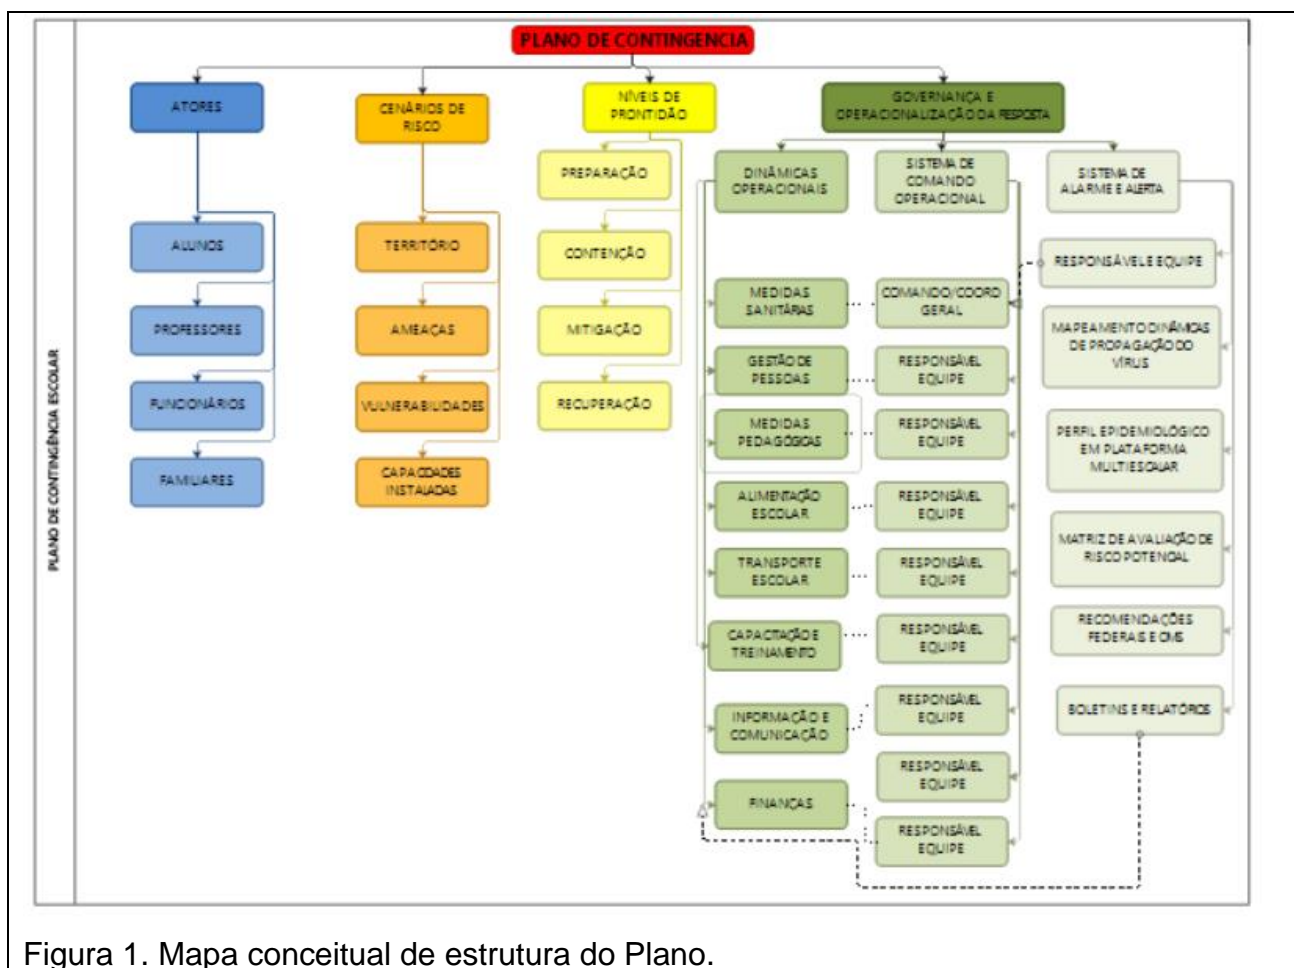 PLANO DE CONTINGENCIA
PLANO DE CONTINGÊNCIA ESCOLAR
ATORES
ALUNOS
PROFESSORES
FUNCIONÁRIOS
FAMILIARES
CENÁRIOS DE
RISCO
TERRITÓRIO
AMEAÇAS
VULNERABILIDADES
CAPACIDADES
INSTALADAS
NÍVEIS DE
PRONTIDÃO
PREPARAÇÃO
CONTENÇÃO
MITIGAÇÃO
RECUPERAÇÃO
GOVERNANÇA E
OPERACIONALIZAÇÃO DA RESPOSTA
DINÂMICAS
OPERACIONAIS
MEDIDAS
SANITÁRIAS
GESTÃO DE
PESSOAS
MEDIDAS
PEDAGÓGICAS
ALIMENTAÇÃO
ESCOLAR
TRANSPORTE
ESCOLAR
CAPACITAÇÃO E
TREINAMENTO
INFORMAÇÃO E
COMUNICAÇÃO
FINANÇAS
SISTEMA DE
COMANDO
OPERACIONAL
COMANDO/COORD
GERAL
RESPONSÁVEL
EQUIPE
RESPONSÁVEL
EQUIPE
RESPONSÁVEL
EQUIPE
RESPONSÁVEL
EQUIPE
RESPONSÁVEL
EQUIPE
RESPONSÁVEL
EQUIPE
RESPONSÁVEL
EQUIPE
RESPONSÁVEL
EQUIPE
SISTEMA DE
ALARME E ALERTA
RESPONSÁVEL E EQUIPE
MAPEAMENTO DINÂMICAS
DE PROPAGAÇÃO DO
VÍRUS
PERFIL EPIDEMIOLÓGICO
EM PLATAFORMA
MULTIESCALAR
MATRIZ DE AVALIAÇÃO DE
RISCO POTENCIAL
RECOMENDAÇÕES
FEDERAIS E OMS
BOLETINS E RELATÓRIOS
Figura 1. Mapa conceitual de estrutura do Plano.